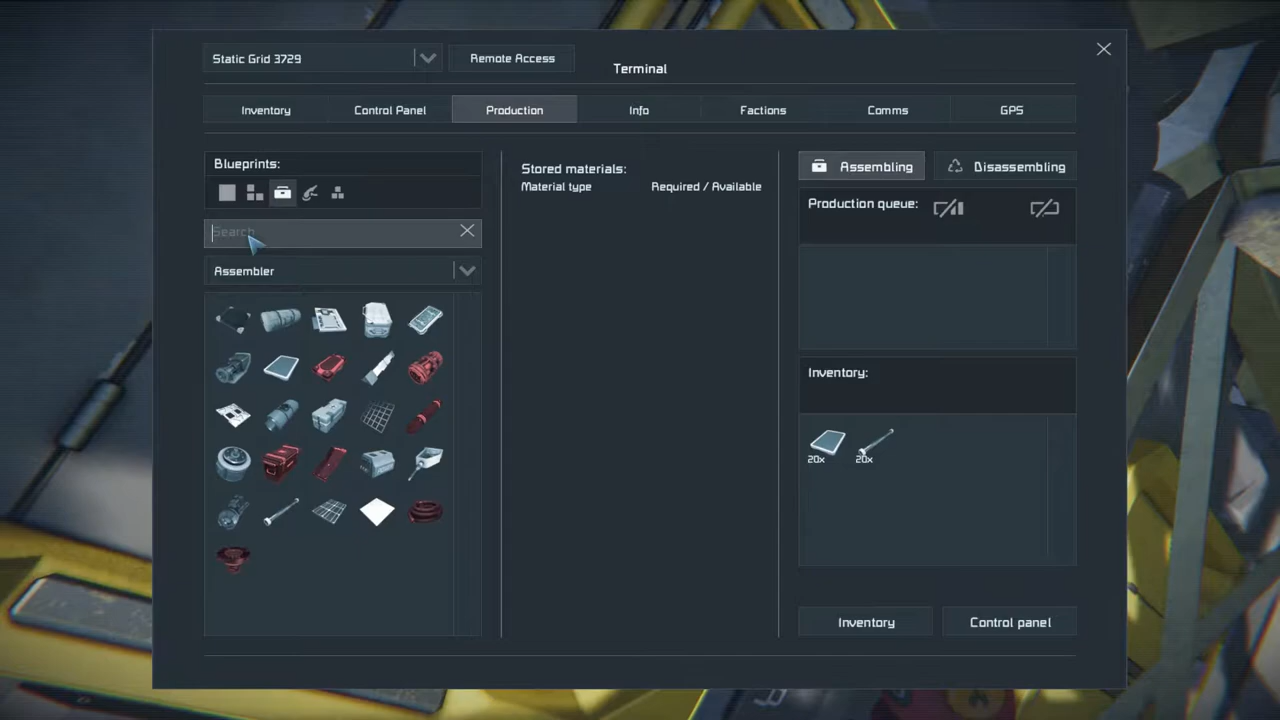 Static Grid 3729
Remote Access
Terminal
Inventory
Control Panel
Production
Info
Factions
Comms
GPS
Blueprints:
Search
Assembler
Stored materials:
Material type Required / Available
Assembling
Disassembling
Production queue:
Inventory:
20x 20x
Inventory
Control panel